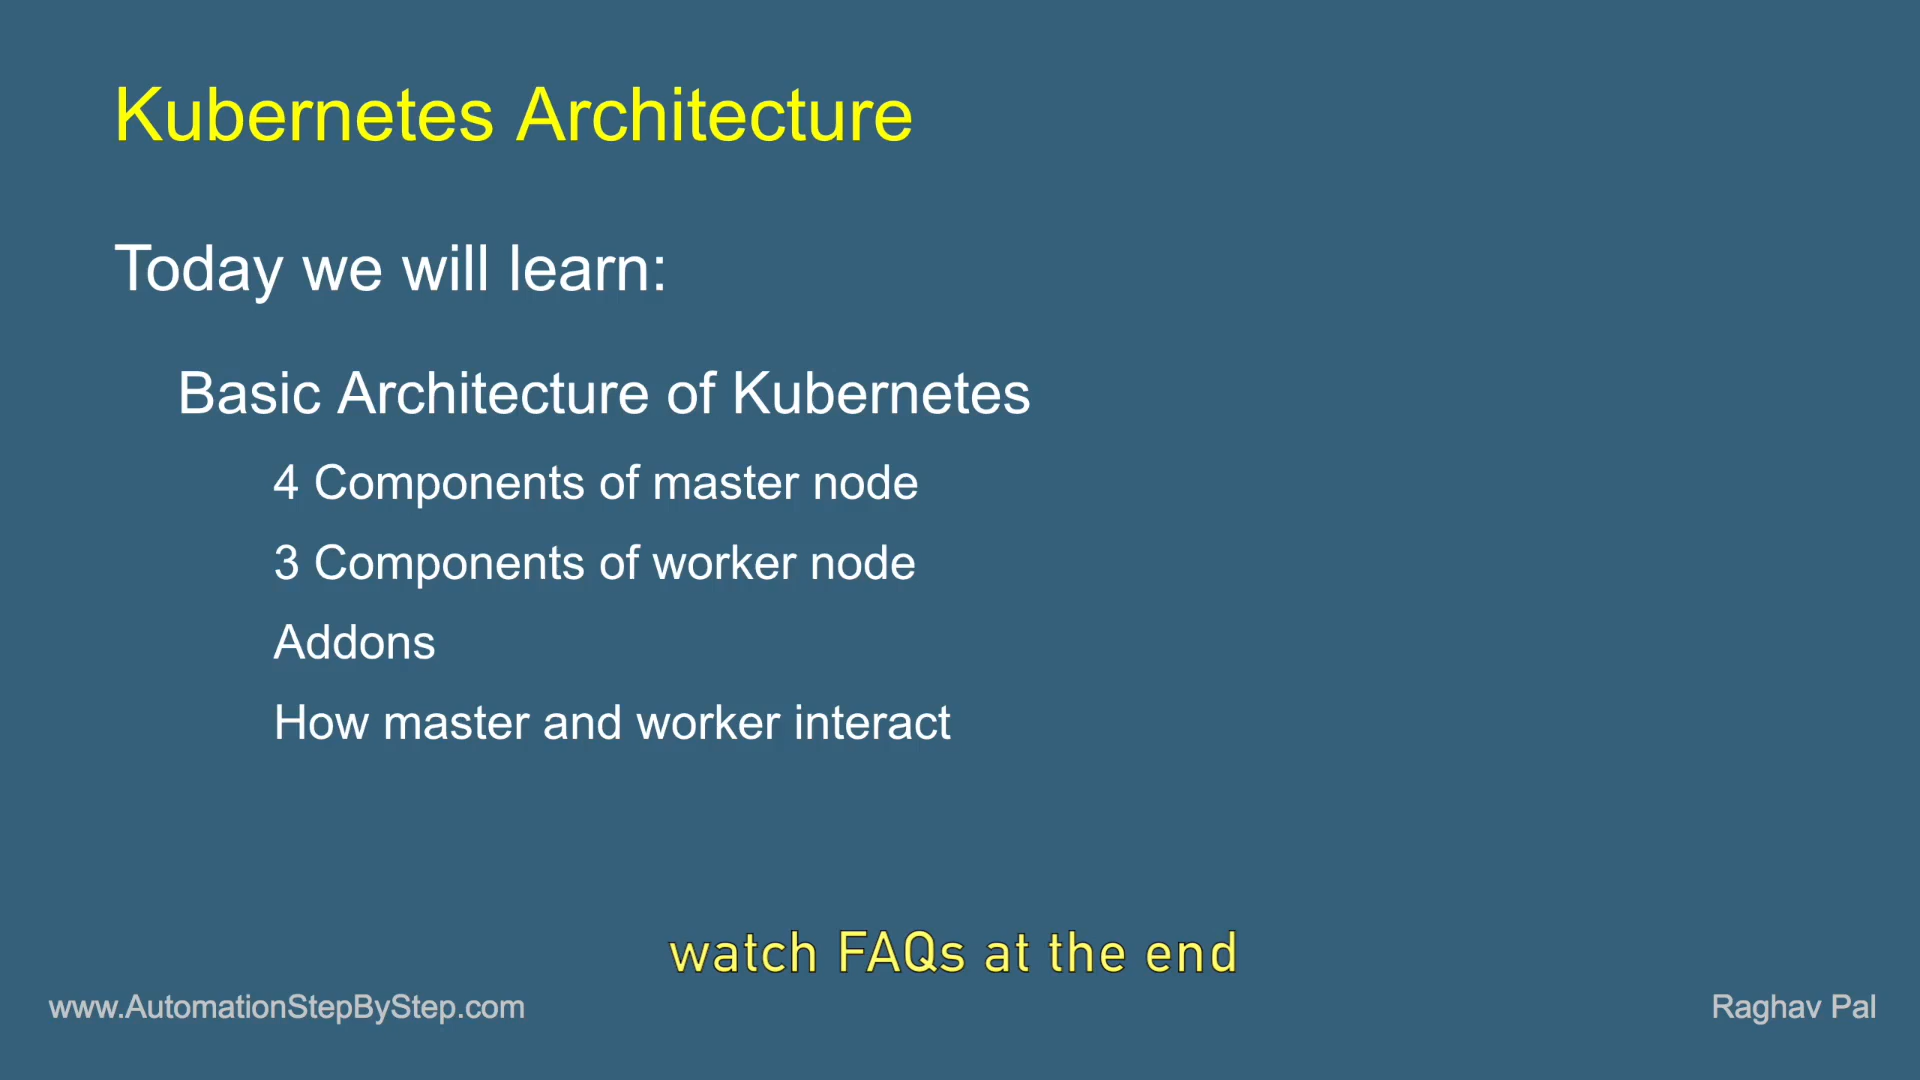 Kubernetes Architecture
Today we will learn:
Basic Architecture of Kubernetes
4 Components of master node
3 Components of worker node
Addons
How master and worker interact
watch FAQs at the end
www.AutomationStepByStep.com
Raghav Pal